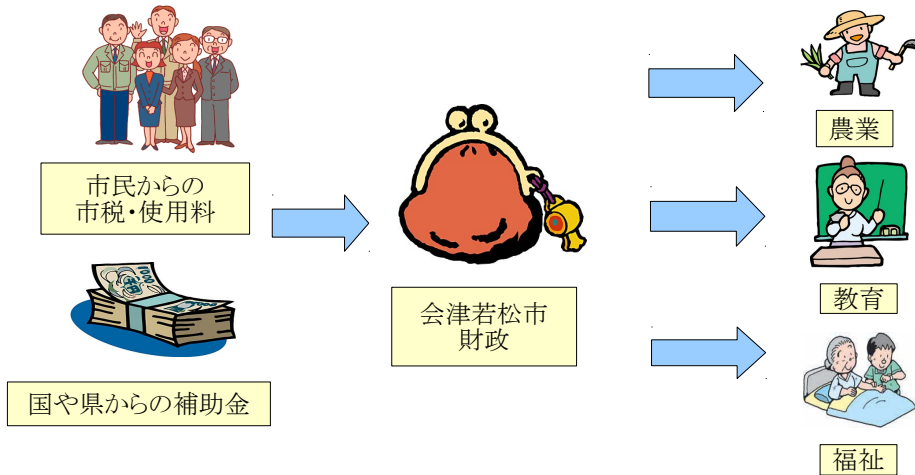 市民からの
市税・使用料
国や県からの補助金
会津若松市
財政
農業
教育
福祉